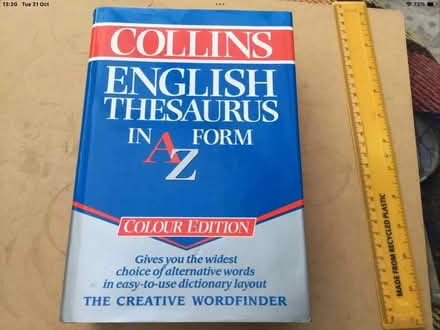 13:20 Tue 21 Oct
73%
COLLINS
ENGLISH
THESAURUS
IN A-Z FORM
COLOUR EDITION
Gives you the widest
choice of alternative words
in easy-to-use dictionary layout
THE CREATIVE WORDFINDER
MADE FROM RECYCLED PLASTIC